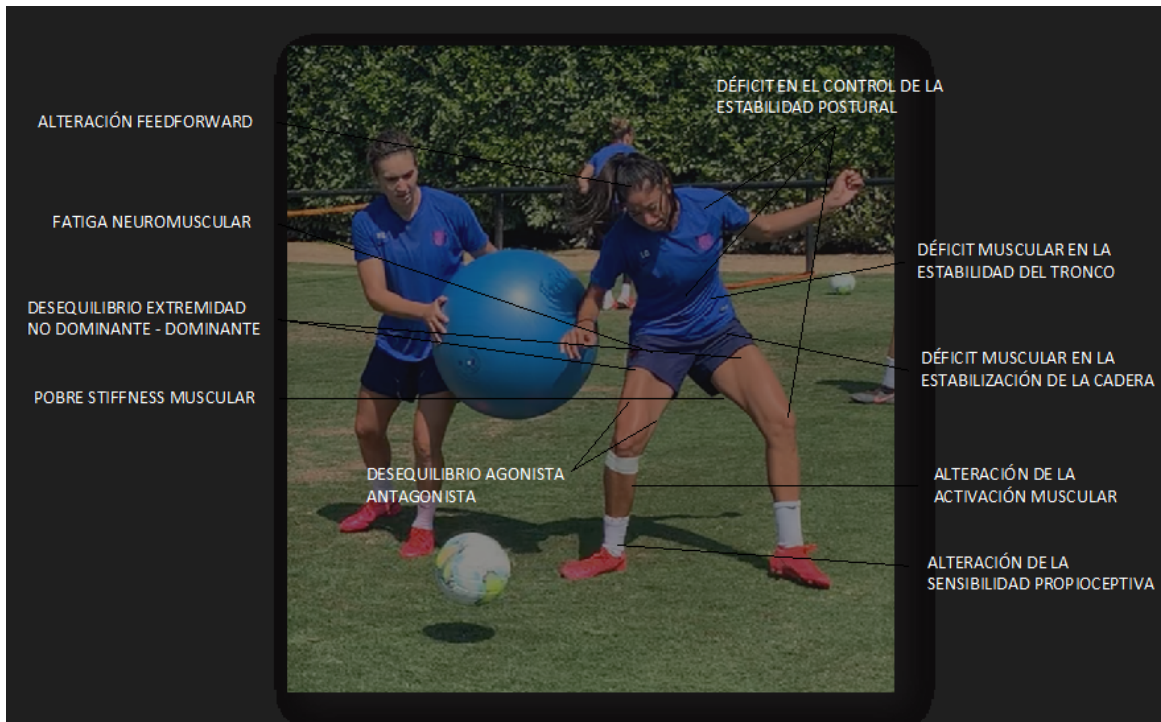 ALTERACIÓN FEEDFORWARD
FATIGA NEUROMUSCULAR
DESEQUILIBRIO EXTREMIDAD
NO DOMINANTE - DOMINANTE
POBRE STIFFNESS MUSCULAR
DESEQUILIBRIO AGONISTA
ANTAGONISTA
DÉFICIT EN EL CONTROL DE LA
ESTABILIDAD POSTURAL
DÉFICIT MUSCULAR EN LA
ESTABILIDAD DEL TRONCO
DÉFICIT MUSCULAR EN LA
ESTABILIZACIÓN DE LA CADERA
ALTERACIÓN DE LA
ACTIVACIÓN MUSCULAR
ALTERACIÓN DE LA
SENSIBILIDAD PROPIOCEPTIVA